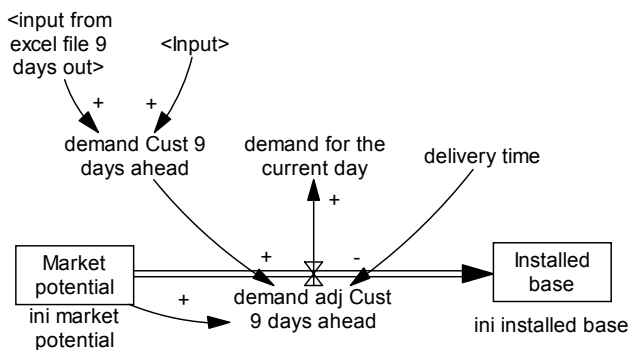 <input from
excel file 9
days out>
<Input>
+
+
demand Cust 9
days ahead
demand for the
current day
delivery time
+
+
-
Market
potential
Installed
base
+
demand adj Cust
9 days ahead
ini market
potential
ini installed base